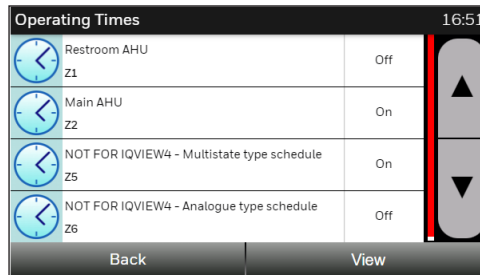 Operating Times 16:51
Restroom AHU
Z1
Off
Main AHU
Z2
On
NOT FOR IQVIEW4 - Multistate type schedule
Z5
On
NOT FOR IQVIEW4 - Analogue type schedule
Z6
Off
Back View